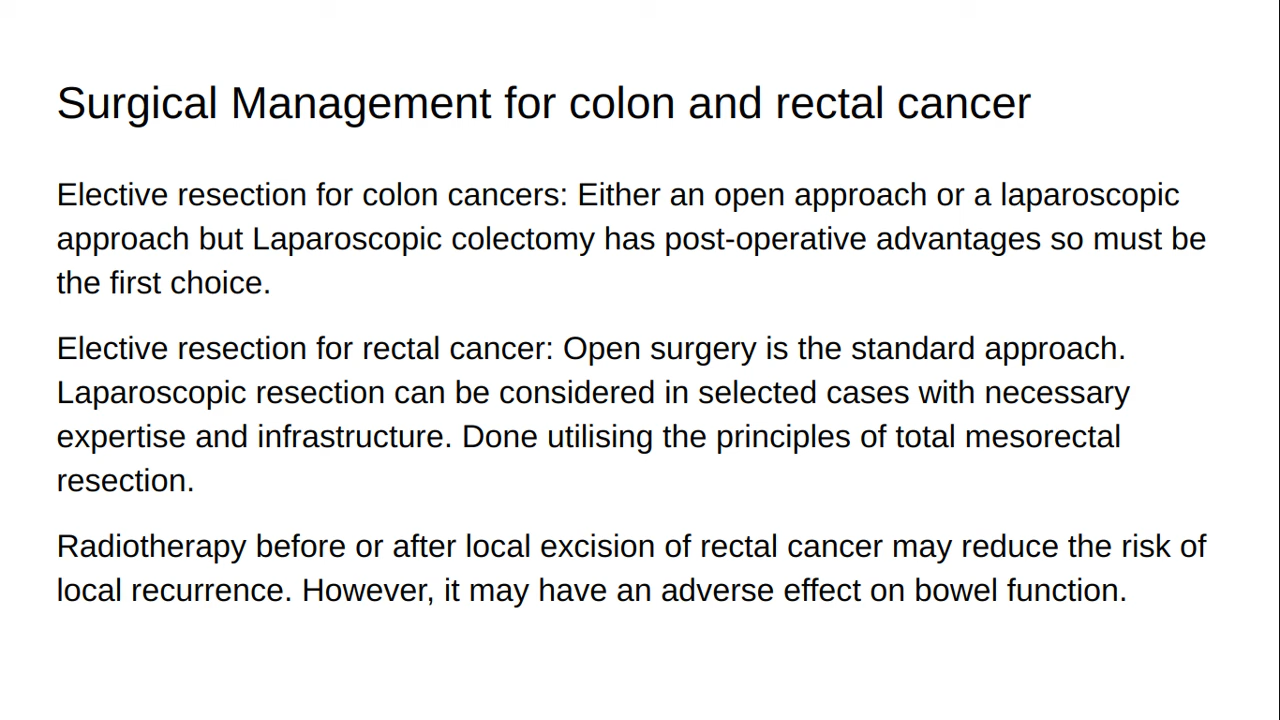 Surgical Management for colon and rectal cancer
Elective resection for colon cancers: Either an open approach or a laparoscopic
approach but Laparoscopic colectomy has post-operative advantages so must be
the first choice.
Elective resection for rectal cancer: Open surgery is the standard approach.
Laparoscopic resection can be considered in selected cases with necessary
expertise and infrastructure. Done utilising the principles of total mesorectal
resection.
Radiotherapy before or after local excision of rectal cancer may reduce the risk of
local recurrence. However, it may have an adverse effect on bowel function.